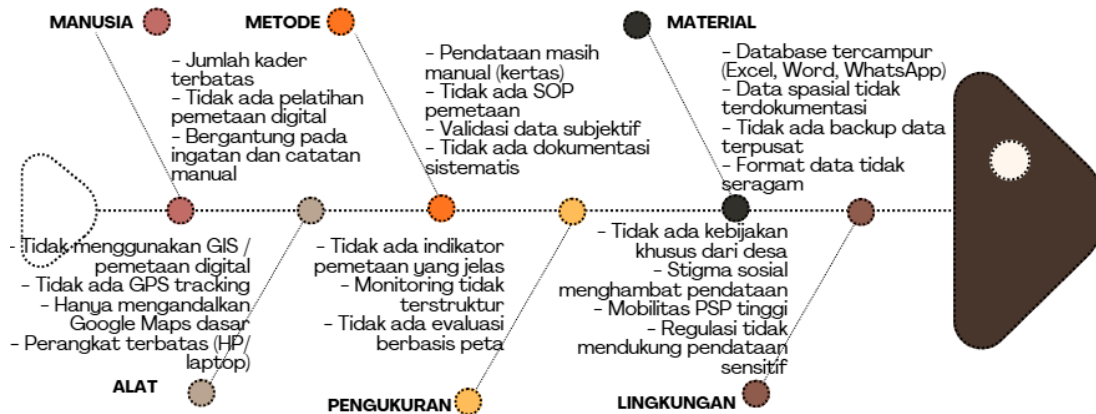 MANUSIA
- Jumlah kader
terbatas
- Tidak ada pelatihan
pemetaan digital
- Bergantung pada
ingatan dan catatan
manual
METODE
- Pendataan masih
manual (kertas)
- Tidak ada SOP
pemetaan
- Validasi data subjektif
- Tidak ada dokumentasi
sistematis
MATERIAL
- Database tercampur
(Excel, Word, WhatsApp)
- Data spasial tidak
terdokumentasi
- Tidak ada backup data
terpusat
- Format data tidak
seragam
- Tidak menggunakan GIS /
pemetaan digital
- Tidak ada GPS tracking
- Hanya mengandalkan
Google Maps dasar
- Perangkat terbatas (HP/
laptop)
ALAT
- Tidak ada indikator
pemetaan yang jelas
- Monitoring tidak
terstruktur
- Tidak ada evaluasi
berbasis peta
PENGUKURAN
- Tidak ada kebijakan
khusus dari desa
- Stigma sosial
menghambat pendataan
- Mobilitas PSP tinggi
- Regulasi tidak
mendukung pendataan
sensitif
LINGKUNGAN